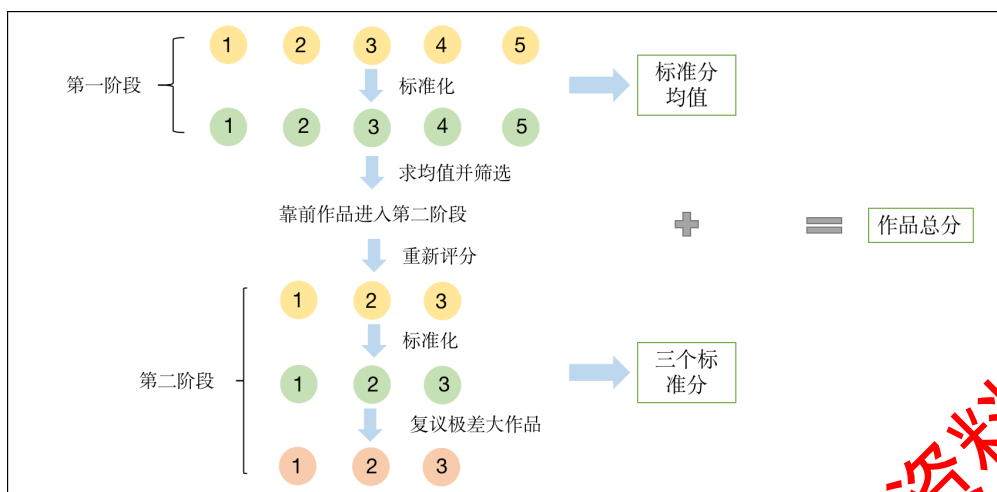 1 2 3 4 5
第一阶段
标准化
标准分
均值
1 2 3 4 5
求均值并筛选
靠前作品进入第二阶段
作品总分
重新评分
1 2 3
标准化
第二阶段
三个标
准分
1 2 3
复议极差大作品
1 2 3
资料